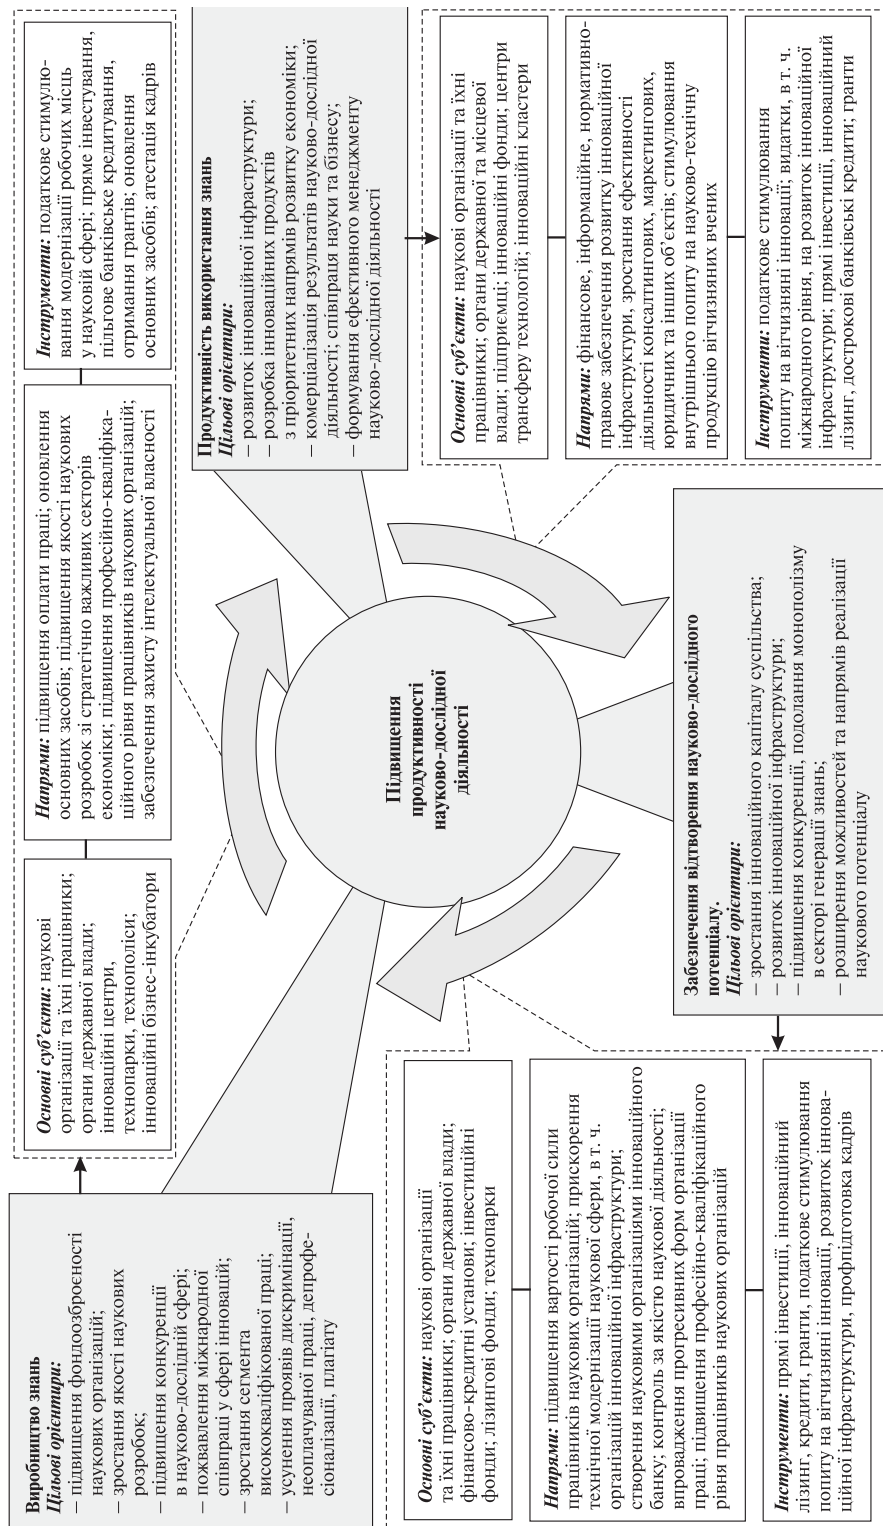 Виробництво знань
Цільові орієнтири:
– підвищення фондоозброєності
наукових організацій;
– зростання якості наукових
розробок;
– підвищення конкуренції
в науково-дослідній сфері;
– пожвавлення міжнародної
співпраці у сфері інновацій;
– зростання сегмента
висококваліфікованої праці;
– усунення проявів дискримінації,
неоплачуваної праці, депрофе-
сіоналізації, плагіату
Основні суб’єкти: наукові
організації та їхні працівники;
органи державної влади;
інноваційні центри,
технопарки, технополіси;
інноваційні бізнес-інкубатори
Напрями: підвищення оплати праці; оновлення
основних засобів; підвищення якості наукових
розробок зі стратегічно важливих секторів
економіки; підвищення професійно-кваліфіка-
ційного рівня працівників наукових організацій;
забезпечення захисту інтелектуальної власності
Інструменти: податкове стимулю-
вання модернізації робочих місць
у науковій сфері; пряме інвестування,
пільгове банківське кредитування,
отримання грантів; оновлення
основних засобів; атестація кадрів
Продуктивність використання знань
Цільові орієнтири:
– розвиток інноваційної інфраструктури;
– розробка інноваційних продуктів
з пріоритетних напрямів розвитку економіки;
– комерціалізація результатів науково-дослідної
діяльності; співпраця науки та бізнесу;
– формування ефективного менеджменту
науково-дослідної діяльності
Підвищення
продуктивності
науково-дослідної
діяльності
Основні суб’єкти: наукові організації та їхні
працівники; органи державної та місцевої
влади; підприємці; інноваційні фонди; центри
трансферу технологій; інноваційні кластери
Напрями: фінансове, інформаційне, нормативно-
правове забезпечення розвитку інноваційної
інфраструктури, зростання ефективності
діяльності консалтингових, маркетингових,
юридичних та інших об’єктів; стимулювання
внутрішнього попиту на науково-технічну
продукцію вітчизняних вчених
Інструменти: податкове стимулювання
попиту на вітчизняні інновації; видатки, в т. ч.
міжнародного рівня, на розвиток інноваційної
інфраструктури; прямі інвестиції, інноваційний
лізинг, дострокові банківські кредити; гранти
Забезпечення відтворення науково-дослідного
потенціалу.
Цільові орієнтири:
– зростання інноваційного капіталу суспільства;
– розвиток інноваційної інфраструктури;
– підвищення конкуренції, подолання монополізму
в секторі генерації знань;
– розширення можливостей та напрямів реалізації
наукового потенціалу
Основні суб’єкти: наукові організації
та їхні працівники; органи державної влади;
фінансово-кредитні установи; інвестиційні
фонди; лізингові фонди; технопарки
Напрями: підвищення вартості робочої сили
працівників наукових організацій; прискорення
технічної модернізації наукової сфери, в т. ч.
організацій інноваційної інфраструктури;
створення науковими організаціями інноваційного
банку; контроль за якістю наукової діяльності;
впровадження прогресивних форм організації
праці; підвищення професійно-кваліфікаційного
рівня працівників наукових організацій
Інструменти: прямі інвестиції, інноваційний
лізинг, кредити, гранти, податкове стимулювання
попиту на вітчизняні інновації, розвиток іннова-
ційної інфраструктури, профпідготовка кадрів